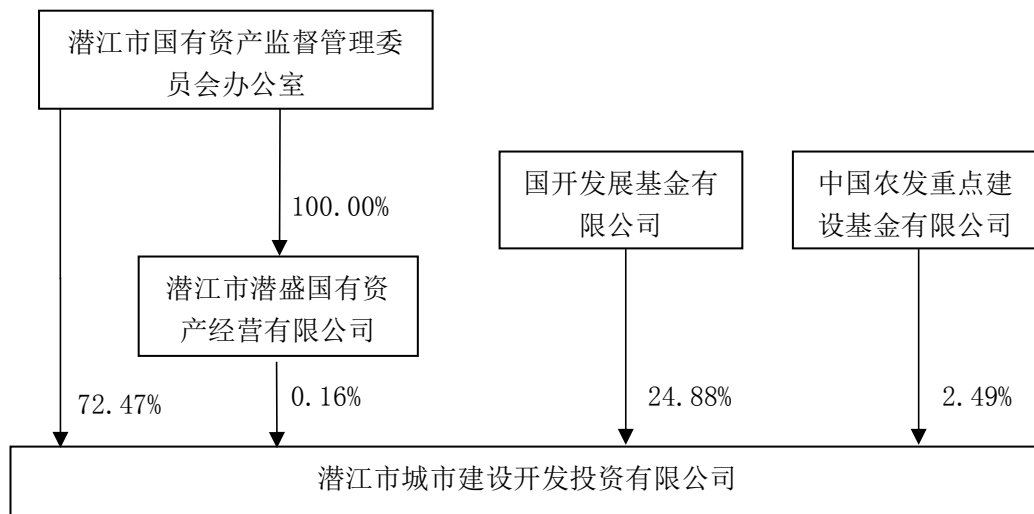 潜江市国有资产监督管理委
员会办公室
国开发展基金有
限公司
中国农发重点建
设基金有限公司
100.00%
潜江市潜盛国有资
产经营有限公司
72.47%
0.16%
24.88%
2.49%
潜江市城市建设开发投资有限公司